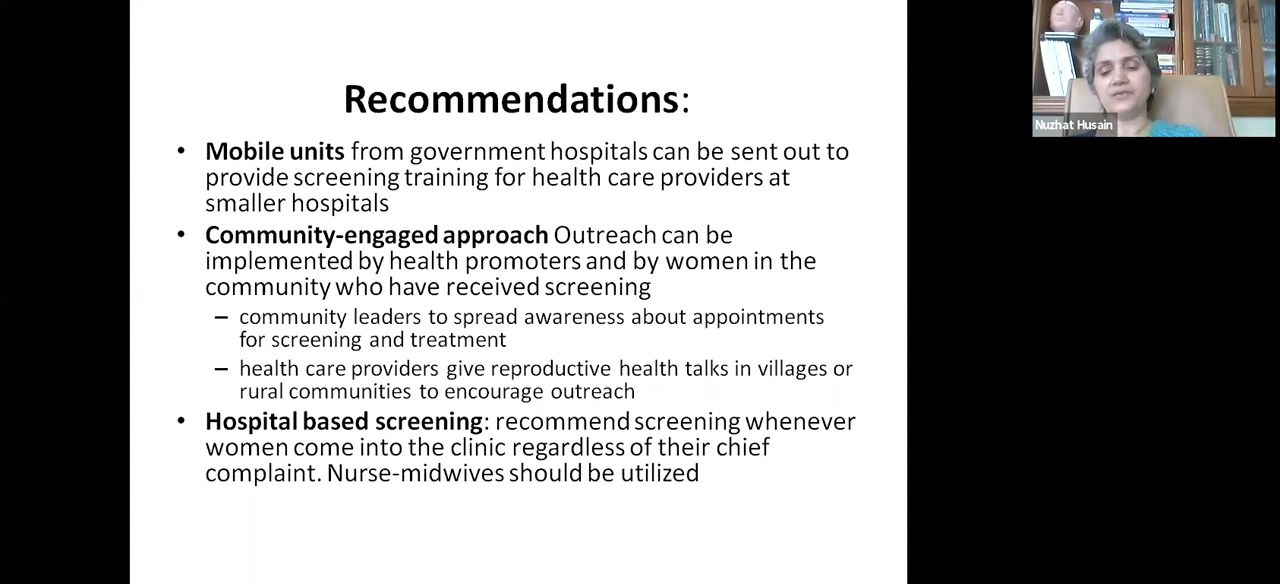 Recommendations:
• Mobile units from government hospitals can be sent out to
provide screening training for health care providers at
smaller hospitals
• Community-engaged approach Outreach can be
implemented by health promoters and by women in the
community who have received screening
– community leaders to spread awareness about appointments
for screening and treatment
– health care providers give reproductive health talks in villages or
rural communities to encourage outreach
• Hospital based screening: recommend screening whenever
women come into the clinic regardless of their chief
complaint. Nurse-midwives should be utilized
Nuzhat Husain